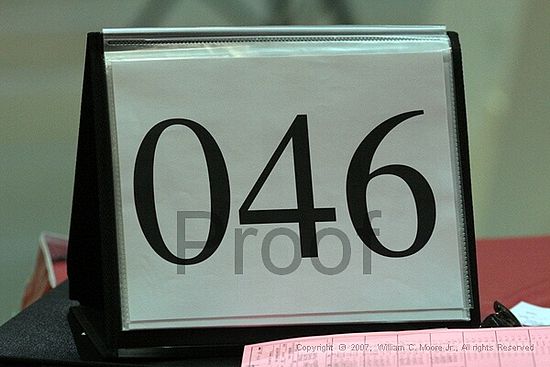 046
Proof
Copyright © 2007, William C. Moore Jr., All rights Reserved